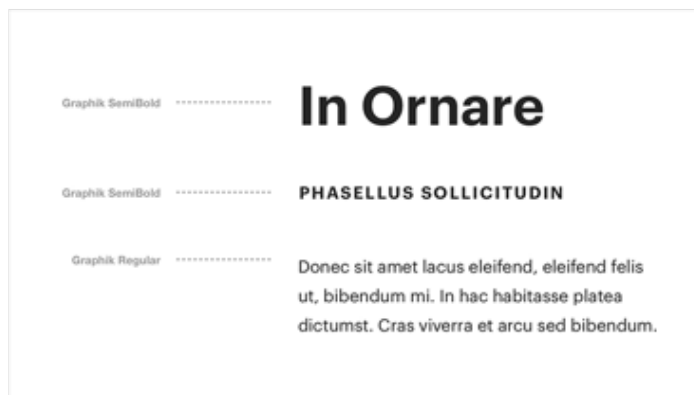 Graphik SemiBold
In Ornare
Graphik SemiBold
PHASELLUS SOLLICITUDIN
Graphik Regular
Donec sit amet lacus eleifend, eleifend felis
ut, bibendum mi. In hac habitasse platea
dictumst. Cras viverra et arcu sed bibendum.